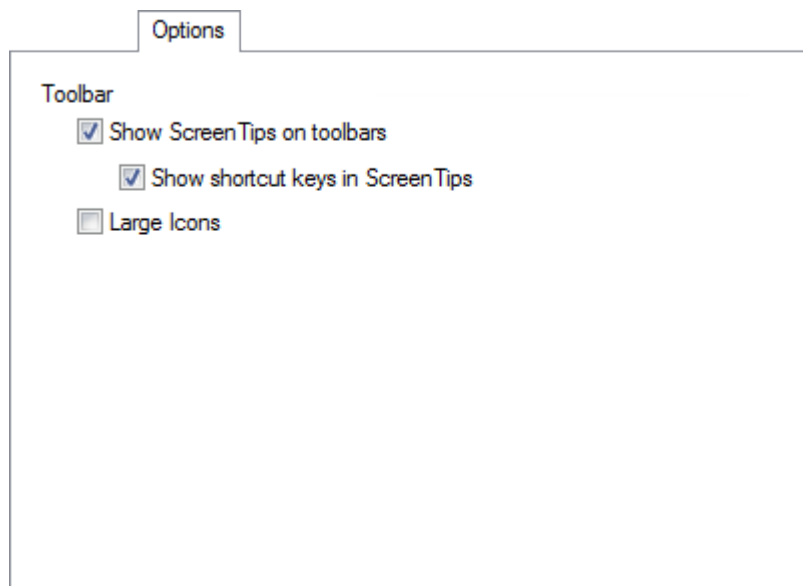 Options
Toolbar
Show ScreenTips on toolbars
Show shortcut keys in ScreenTips
Large Icons